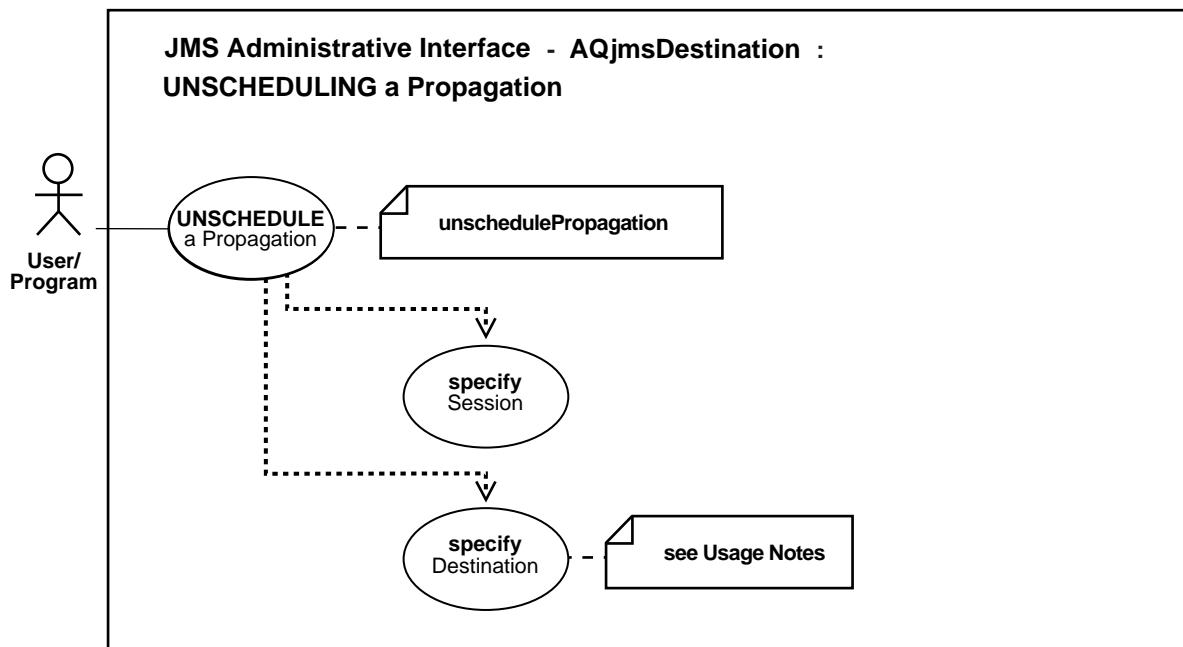 JMS Administrative Interface - AQjmsDestination :
UNSCHEDULING a Propagation
User/
Program
UNSCHEDULE
a Propagation
unschedulePropagation
specify
Session
specify
Destination
see Usage Notes